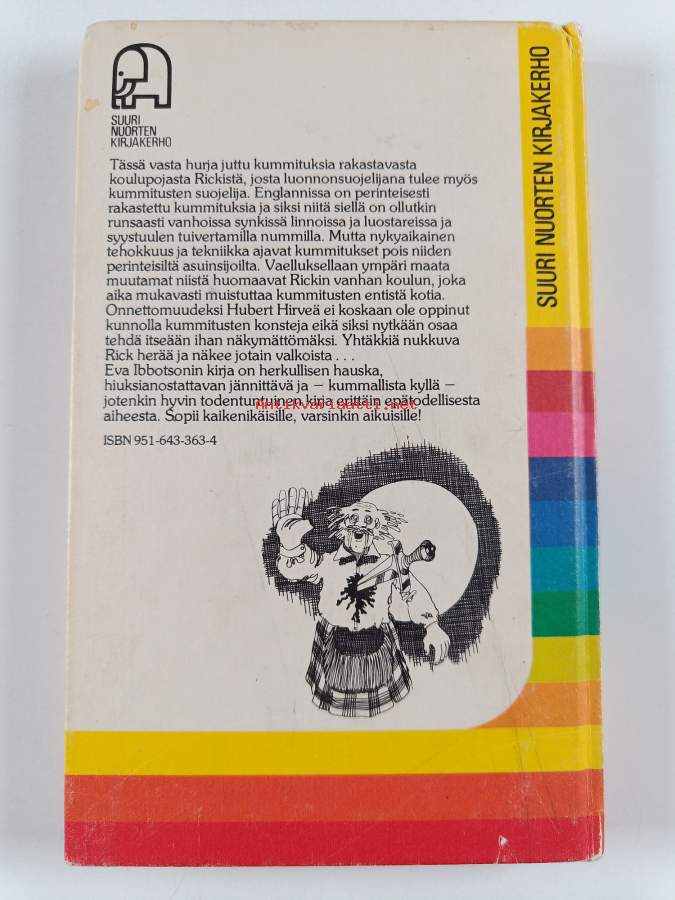 SUURI
NUORTEN
KIRJAKERHO
Tässä vasta hurja juttu kummituksia rakastavasta
koulupojasta Rickistä, josta luonnonsuojelijana tulee myös
kummitusten suojelija. Englannissa on perinteisesti
rakastettu kummituksia ja siksi niitä siellä on ollutkin
runsaasti vanhoissa synkissä linnoissa ja luostareissa ja
syystuulen tuivertamilla nummilla. Mutta nykyaikainen
tehokkuus ja tekniikka ajavat kummitukset pois niiden
perinteisiltä asuinsijoilta. Vaelluksellaan ympäri maata
muutamat niistä huomaavat Rickin vanhan koulun, joka
aika mukavasti muistuttaa kummitusten entistä kotia.
Onnettomuudeksi Hubert Hirveä ei koskaan ole oppinut
kunnolla kummitusten konsteja eikä siksi nytkään osaa
tehdä itseään ihan näkymättömäksi. Yhtäkkiä nukkuva
Rick herää ja näkee jotain valkoista . . .
Eva Ibbotsonin kirja on herkullisen hauska,
hiuksianostattavan jännittävä ja — kummallista kyllä —
jotenkin hyvin todentuntuinen kirja erittäin epätodellisesta
aiheesta. Sopii kaikenikäisille, varsinkin aikuisille!
Antikvariaatti.net
ISBN 951-643-363-4
SUURI NUORTEN KIRJAKERHO